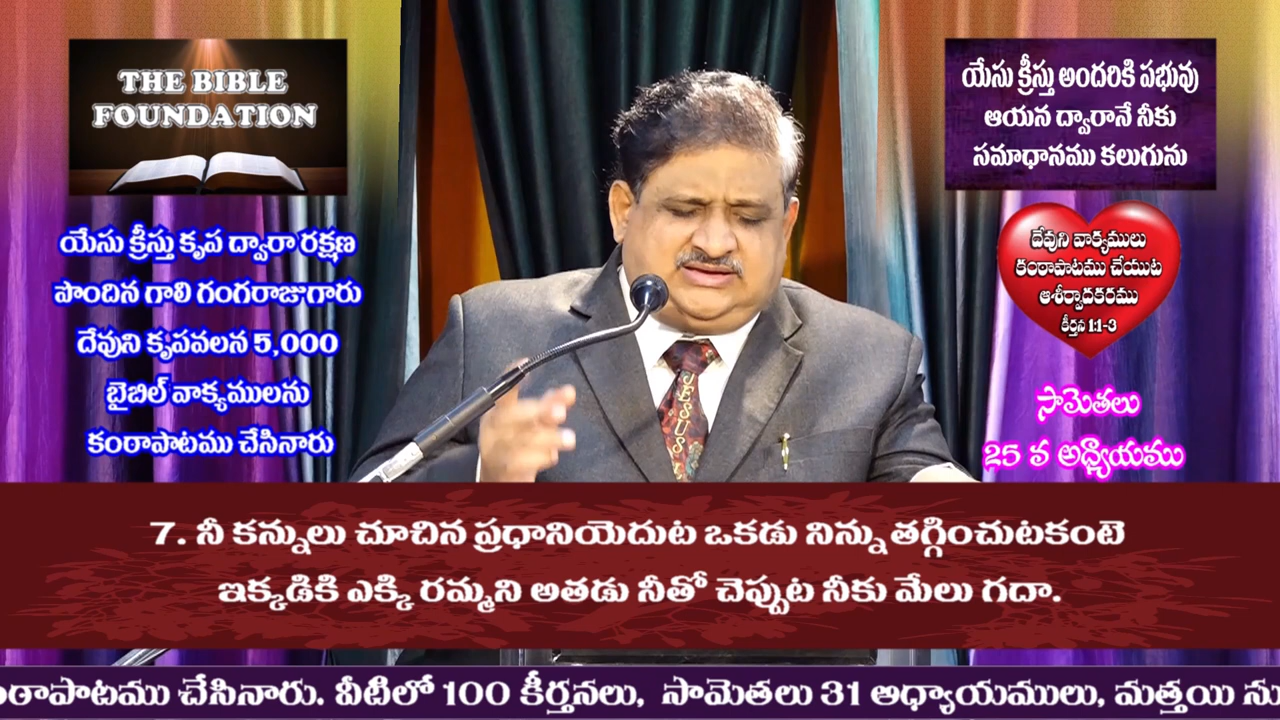 THE BIBLE
FOUNDATION
యేసు క్రీస్తు కృప ద్వారా రక్షణ
పొందిన గాలి గంగరాజుగారు
దేవుని కృపవలన 5,000
బైబిల్ వాక్యములను
కంఠాపాటము చేసినారు
యేసు క్రీస్తు అందరికి పభువు
ఆయన ద్వారానే నీకు
సమాధానము కలుగును
దేవుని వాక్యములు
కంఠాపాటము చేయుట
ఆశీర్వాదకరము
కీర్తన 1:1-3
సామెతలు
25 వ అధ్యాయము
JESUS
7. నీ కన్నులు చూచిన ప్రధానియెదుట ఒకడు నిన్ను తగ్గించుటకంటె
ఇక్కడికి ఎక్కి రమ్మని అతడు నీతో చెప్పుట నీకు మేలు గదా.
కంఠాపాటము చేసినారు. వీటిలో 100 కీర్తనలు, సామెతలు 31 అధ్యాయములు, మత్తయి సు